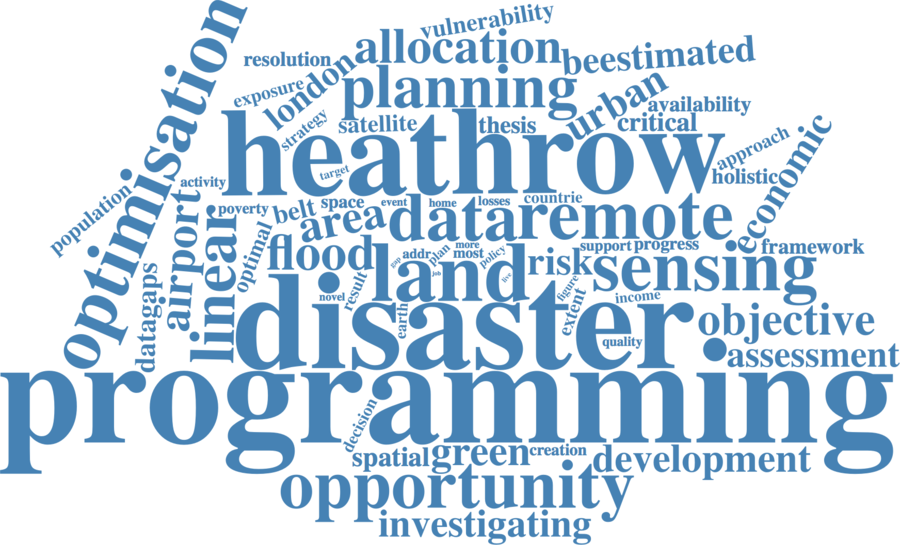 vulnerability
resolution
allocation
beestimated
exposure
london
planning
urban
availability
optimisation
strategy
satellite
thesis
critical
heathrow
target
approach
holistic
economic
population
activity
airport
poverty
belt
space
event
home
losses
countrie
area
data
remote
linear
optimal
flood
addr
plan
more
most
policy
gap
job
live
land
risk
support
progress
framework
sensing
datagaps
novel
result
earth
figure
extent
income
quality
disaster
objective
assessment
programming
decision
spatial
green
creation
development
opportunity
investigating